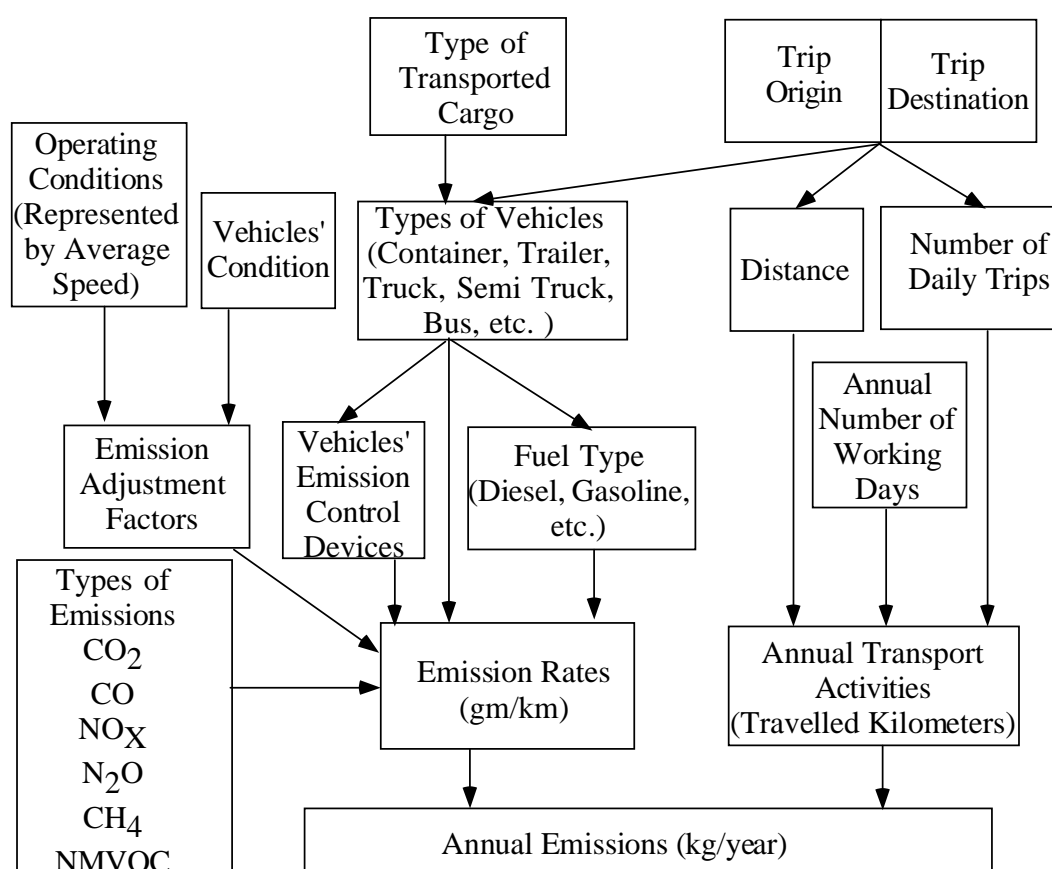 Type of
Transported
Cargo
Trip
Origin
Trip
Destination
Operating
Conditions
(Represented
by Average
Speed)
Vehicles'
Condition
Types of Vehicles
(Container, Trailer,
Truck, Semi Truck,
Bus, etc. )
Distance
Number of
Daily Trips
Annual
Number of
Working
Days
Emission
Adjustment
Factors
Vehicles'
Emission
Control
Devices
Fuel Type
(Diesel, Gasoline,
etc.)
Types of
Emissions
CO2
CO
NOX
N2O
CH4
NMVOC
Emission Rates
(gm/km)
Annual Transport
Activities
(Travelled Kilometers)
Annual Emissions (kg/year)